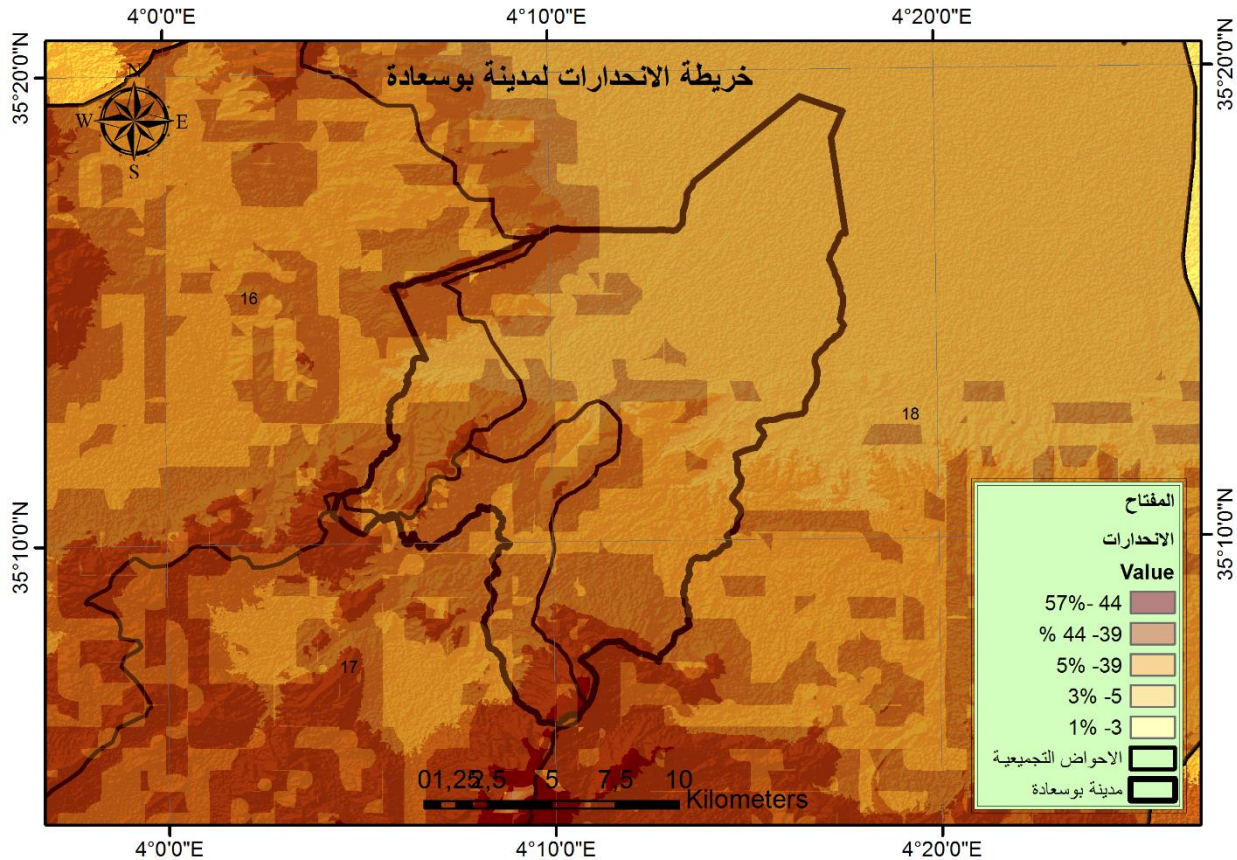 4°0'0"E
4°10'0"E
4°20'0"E
35°20'0"N
35°20'0"N
خريطة الانحدارات لمدينة بوسعادة
N
W
E
S
16
18
17
35°10'0"N
35°10'0"N
المفتاح
الانحدارات
Value
57%- 44
% 44 -39
5% -39
3% -5
1% -3
الاحواض التجميعية
مدينة بوسعادة
0 1,25 2,5 5 7,5 10
Kilometers
4°0'0"E
4°10'0"E
4°20'0"E